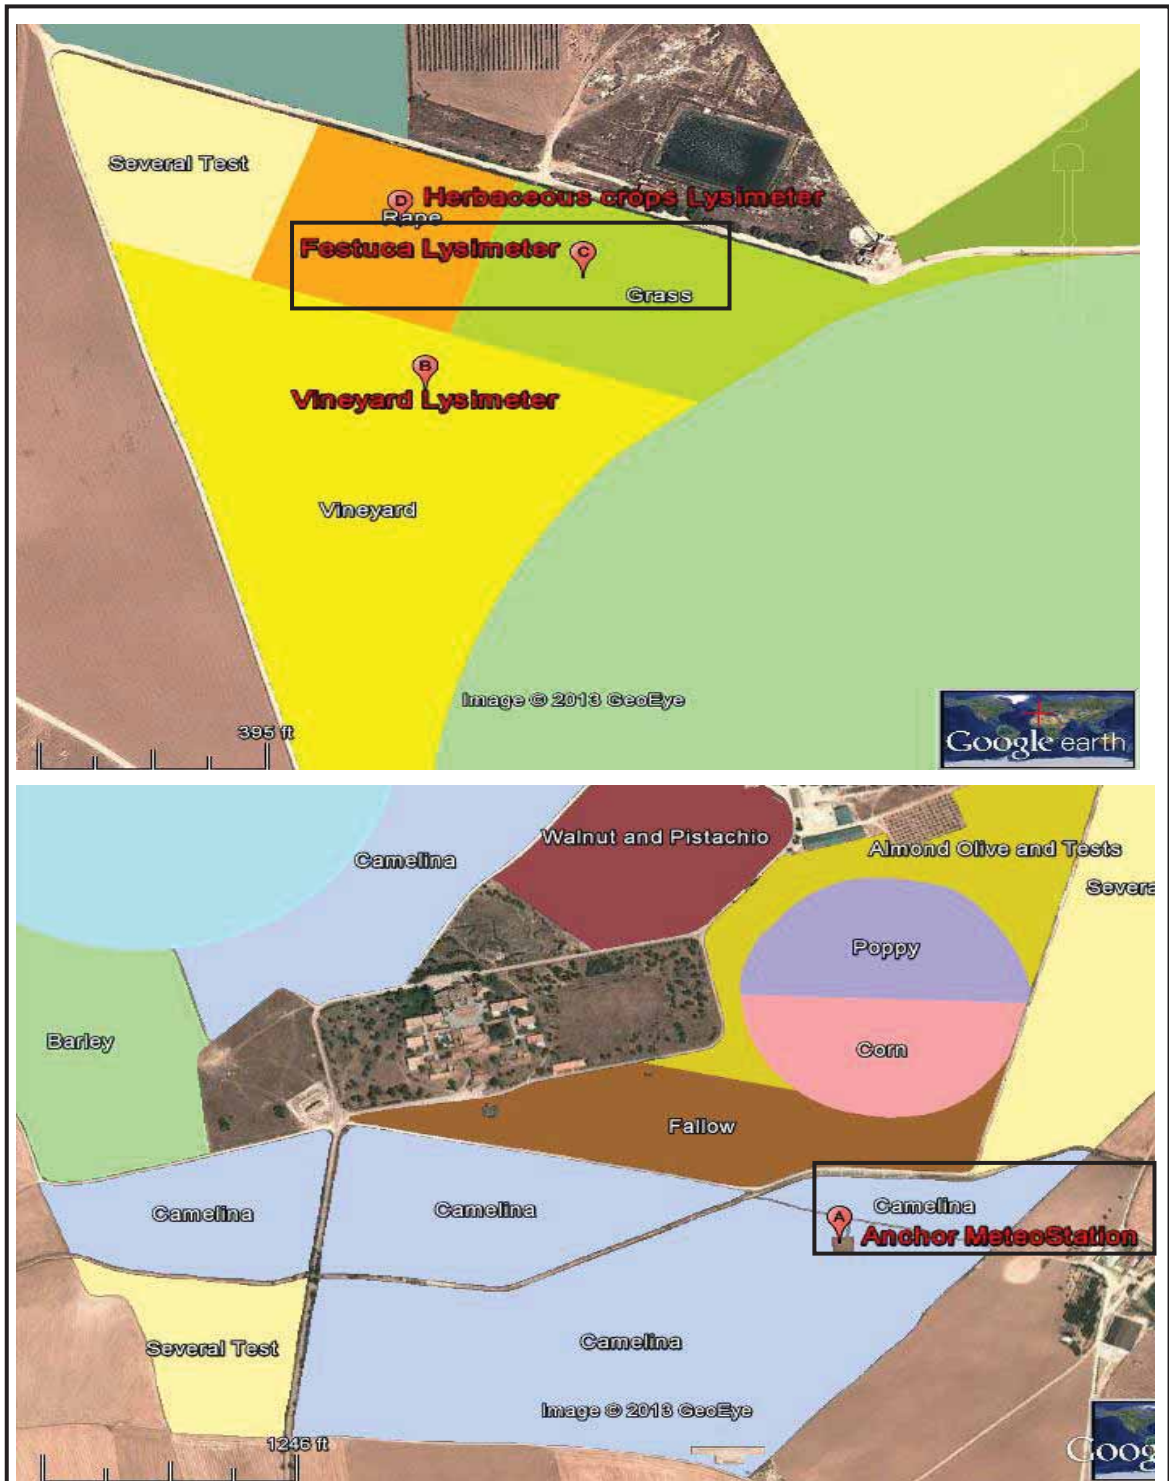 Several Test
D Herbaceous crops Lysimeter
Rape
Festuca Lysimeter C
Grass
B
Vineyard Lysimeter
Vineyard
Image © 2013 GeoEye
395 ft
Google earth
Walnut and Pistachio
Camelina
Almond Olive and Tests
Severa
Poppy
Barley
Corn
Fallow
Camelina
Camelina
Camelina
A
Anchor MeteoStation
Camelina
Several Test
Image © 2013 GeoEye
1246 ft
Goog